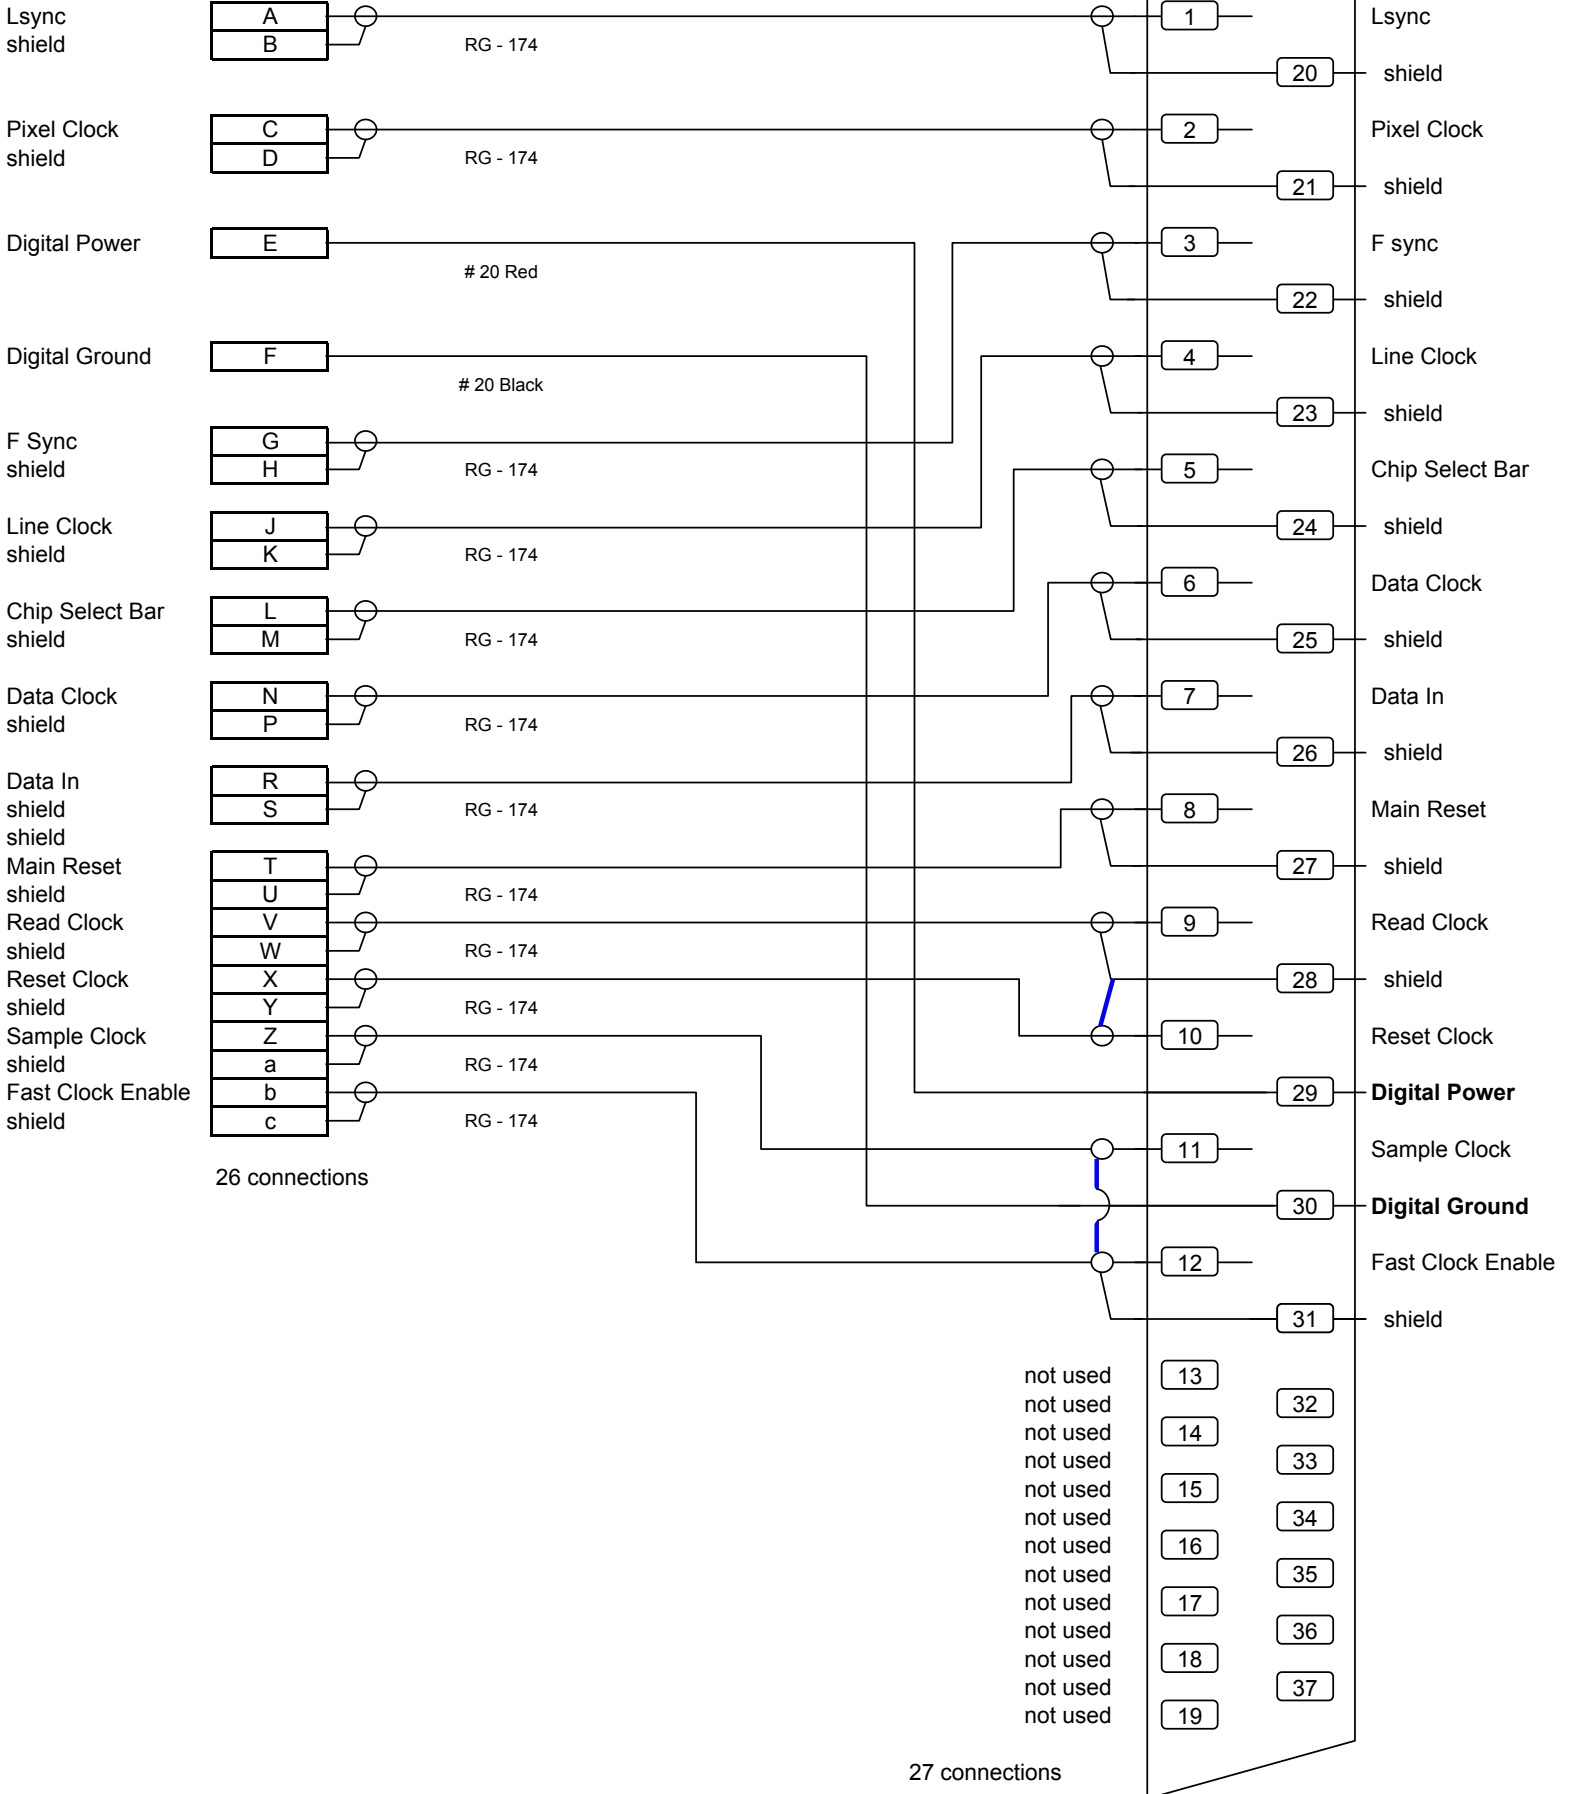 Lsync A 1 Lsync
shield B RG - 174
20 shield
Pixel Clock C 2 Pixel Clock
shield D RG - 174
21 shield
Digital Power E 3 F sync
# 20 Red
22 shield
Digital Ground F 4 Line Clock
# 20 Black
23 shield
F Sync G
shield H RG - 174 5 Chip Select Bar
Line Clock J 24 shield
shield K RG - 174
6 Data Clock
Chip Select Bar L
shield M RG - 174 25 shield
Data Clock N 7 Data In
shield P RG - 174
26 shield
Data In R
shield S RG - 174 8 Main Reset
shield
Main Reset T 27 shield
shield U RG - 174
Read Clock V 9 Read Clock
shield W RG - 174
Reset Clock X 28 shield
shield Y RG - 174
Sample Clock Z 10 Reset Clock
shield a RG - 174
Fast Clock Enable b 29 Digital Power
shield c RG - 174
11 Sample Clock
26 connections
30 Digital Ground
12 Fast Clock Enable
31 shield
not used 13
not used 32
not used 14
not used 33
not used 15
not used 34
not used 16
not used 35
not used 17
not used 36
not used 18
not used 37
not used 19
27 connections